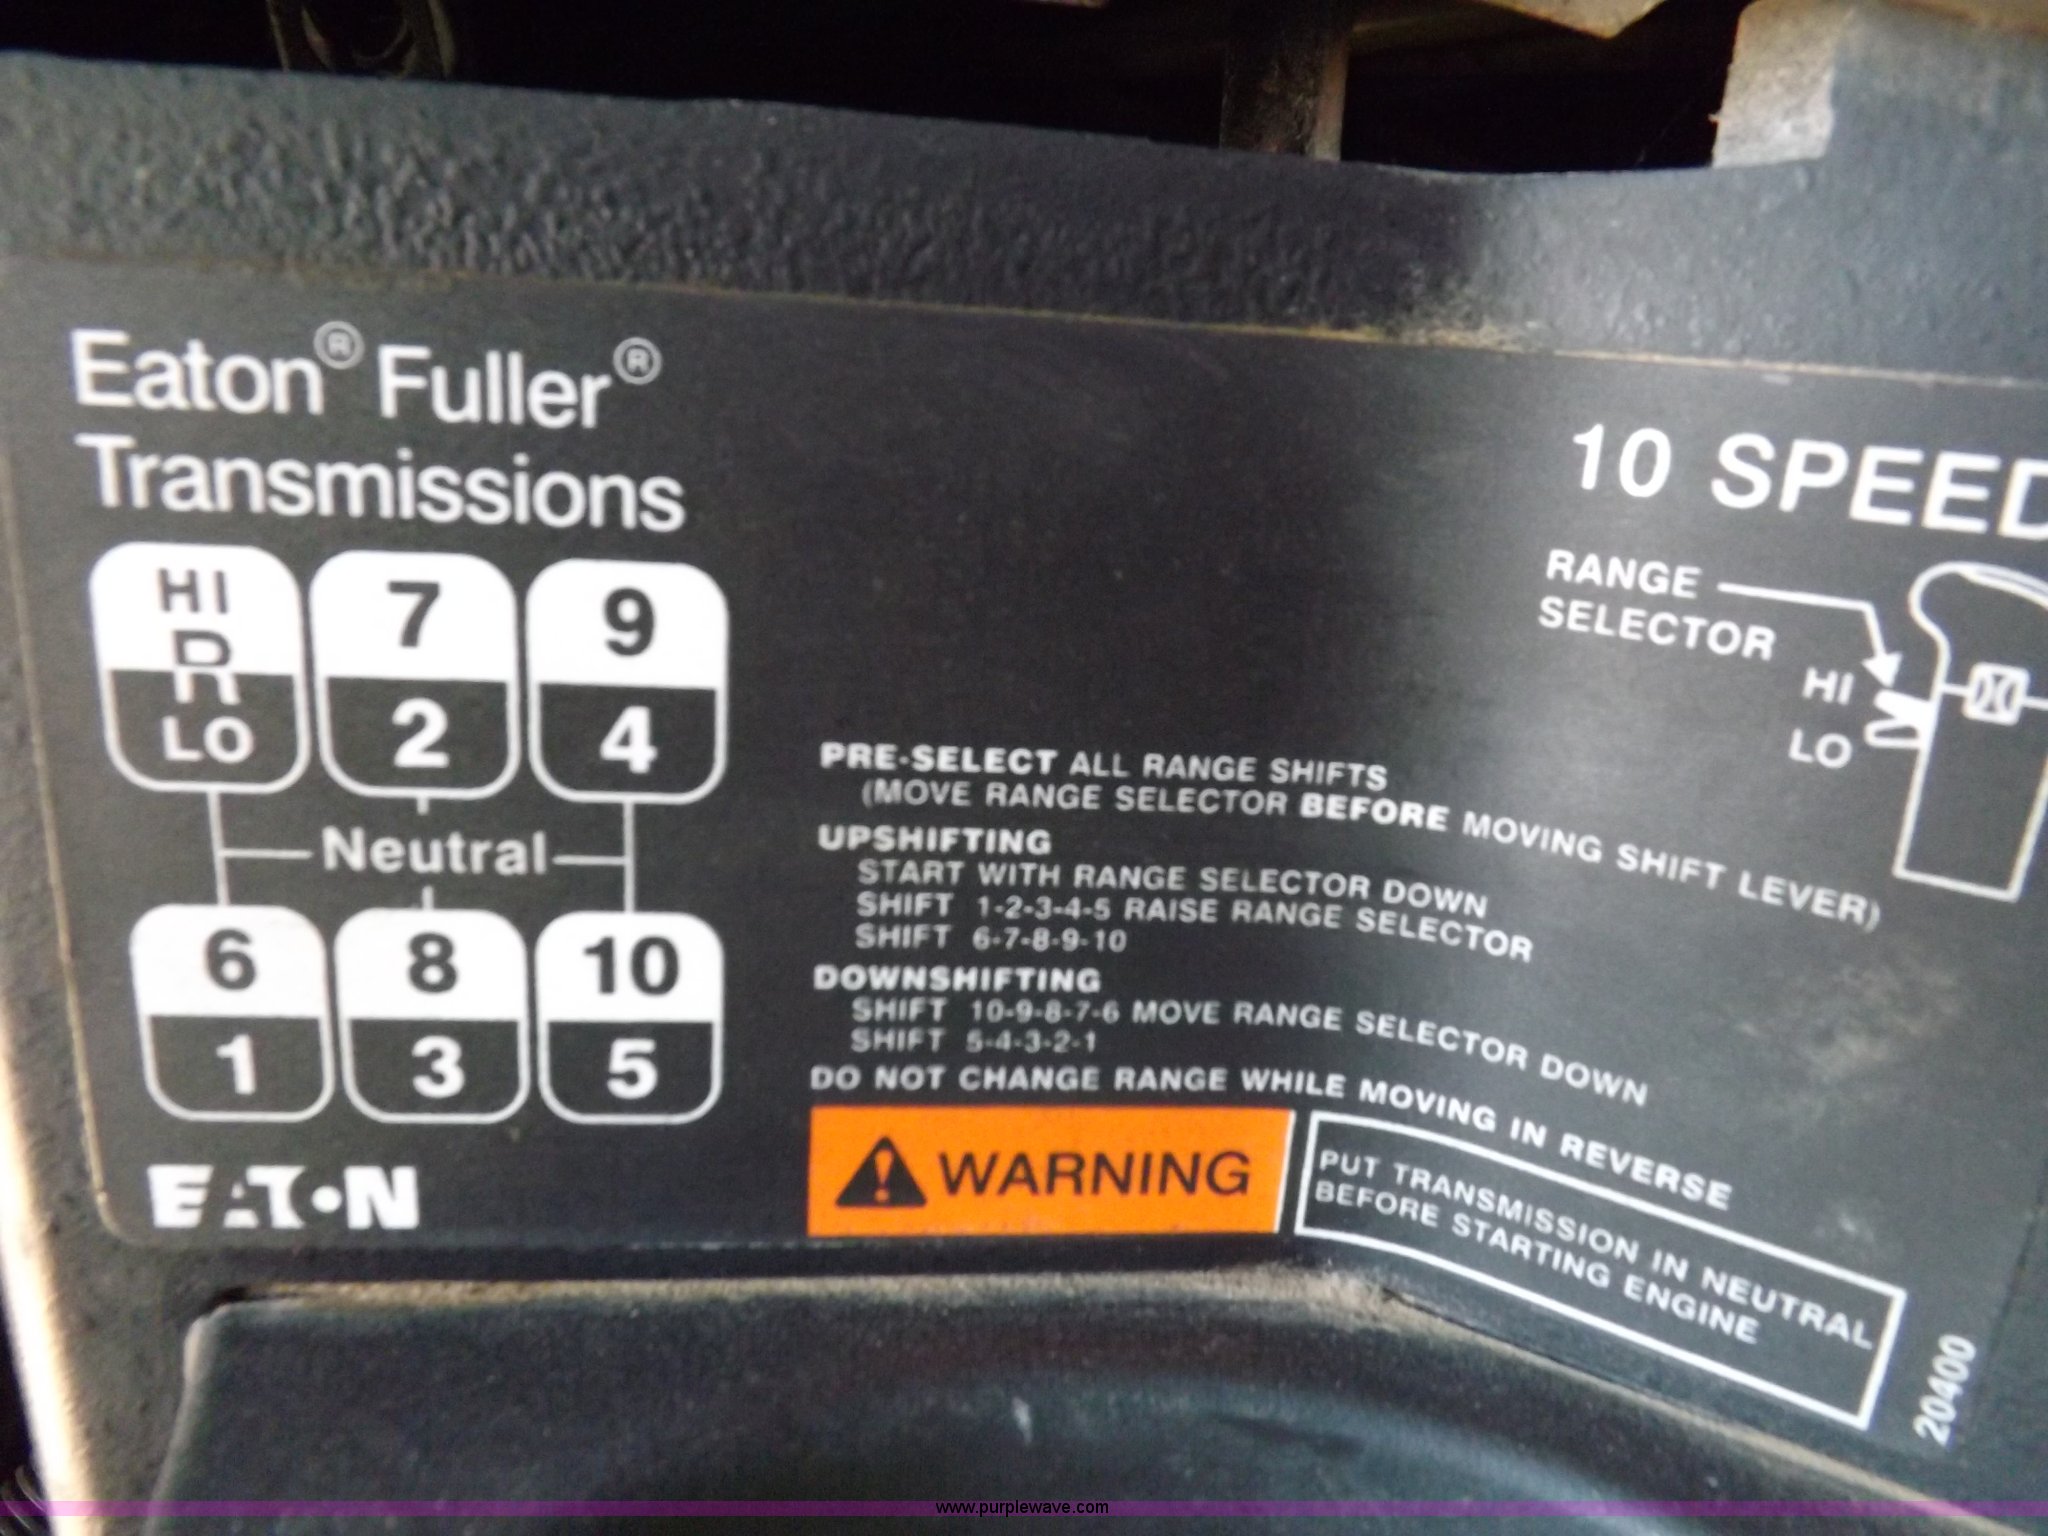 Eaton® Fuller®
Transmissions
HI
R
LO
7
2
9
4
Neutral
6
1
8
3
10
5
EATON
10 SPEED
RANGE
SELECTOR
HI
LO
PRE-SELECT ALL RANGE SHIFTS
(MOVE RANGE SELECTOR BEFORE MOVING SHIFT LEVER)
UPSHIFTING
START WITH RANGE SELECTOR DOWN
SHIFT 1-2-3-4-5 RAISE RANGE SELECTOR
SHIFT 6-7-8-9-10
DOWNSHIFTING
SHIFT 10-9-8-7-6 MOVE RANGE SELECTOR DOWN
SHIFT 5-4-3-2-1
DO NOT CHANGE RANGE WHILE MOVING IN REVERSE
WARNING
PUT TRANSMISSION IN NEUTRAL
BEFORE STARTING ENGINE
20400
www.purplewave.com